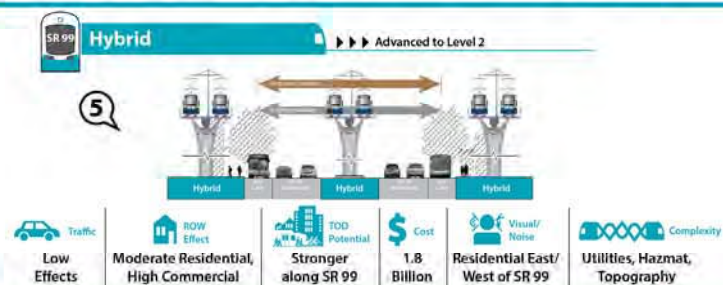 SR 99 Hybrid
Advanced to Level 2
5
Hybrid Hybrid Hybrid
Traffic
Low
Effects
ROW
Effect
Moderate Residential,
High Commercial
TOD
Potential
Stronger
along SR 99
$ Cost
1.8
Billion
Visual/
Noise
Residential East/
West of SR 99
Complexity
Utilities, Hazmat,
Topography